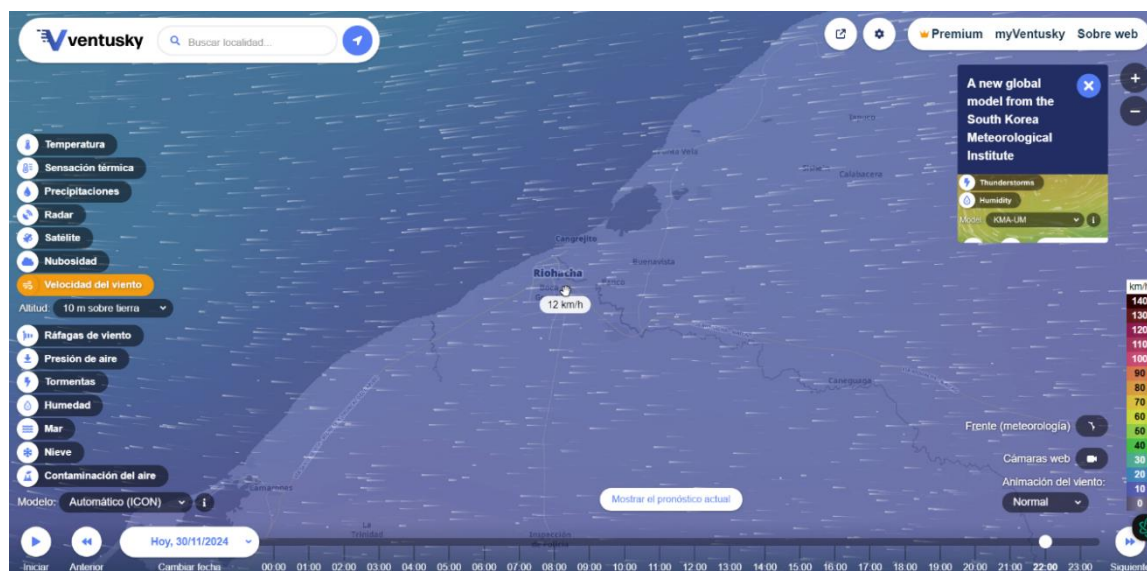 ventusky
Buscar localidad...
Premium myVentusky Sobre web
A new global
model from the
South Korea
Meteorological
Institute
Thunderstorms
Humidity
Model: KMA-UM
i
+
−
Temperatura
Sensación térmica
Precipitaciones
Radar
Satélite
Nubosidad
Velocidad del viento
Altitud: 10 m sobre tierra
Ráfagas de viento
Presión de aire
Tormentas
Humedad
Mar
Nieve
Contaminación del aire
Modelo: Automático (ICON) i
Cangrejito
Riohacha
Buenavista
12 km/h
La
Trinidad
Inspección
km/h
140
130
120
110
100
90
80
70
60
50
40
30
20
10
0
Frente (meteorología)
Cámaras web
Animación del viento:
Normal
Mostrar el pronóstico actual
Hoy, 30/11/2024
Iniciar Anterior Cambiar fecha
00:00 01:00 02:00 03:00 04:00 05:00 06:00 07:00 08:00 09:00 10:00 11:00 12:00 13:00 14:00 15:00 16:00 17:00 18:00 19:00 20:00 21:00 22:00 23:00
Siguiente